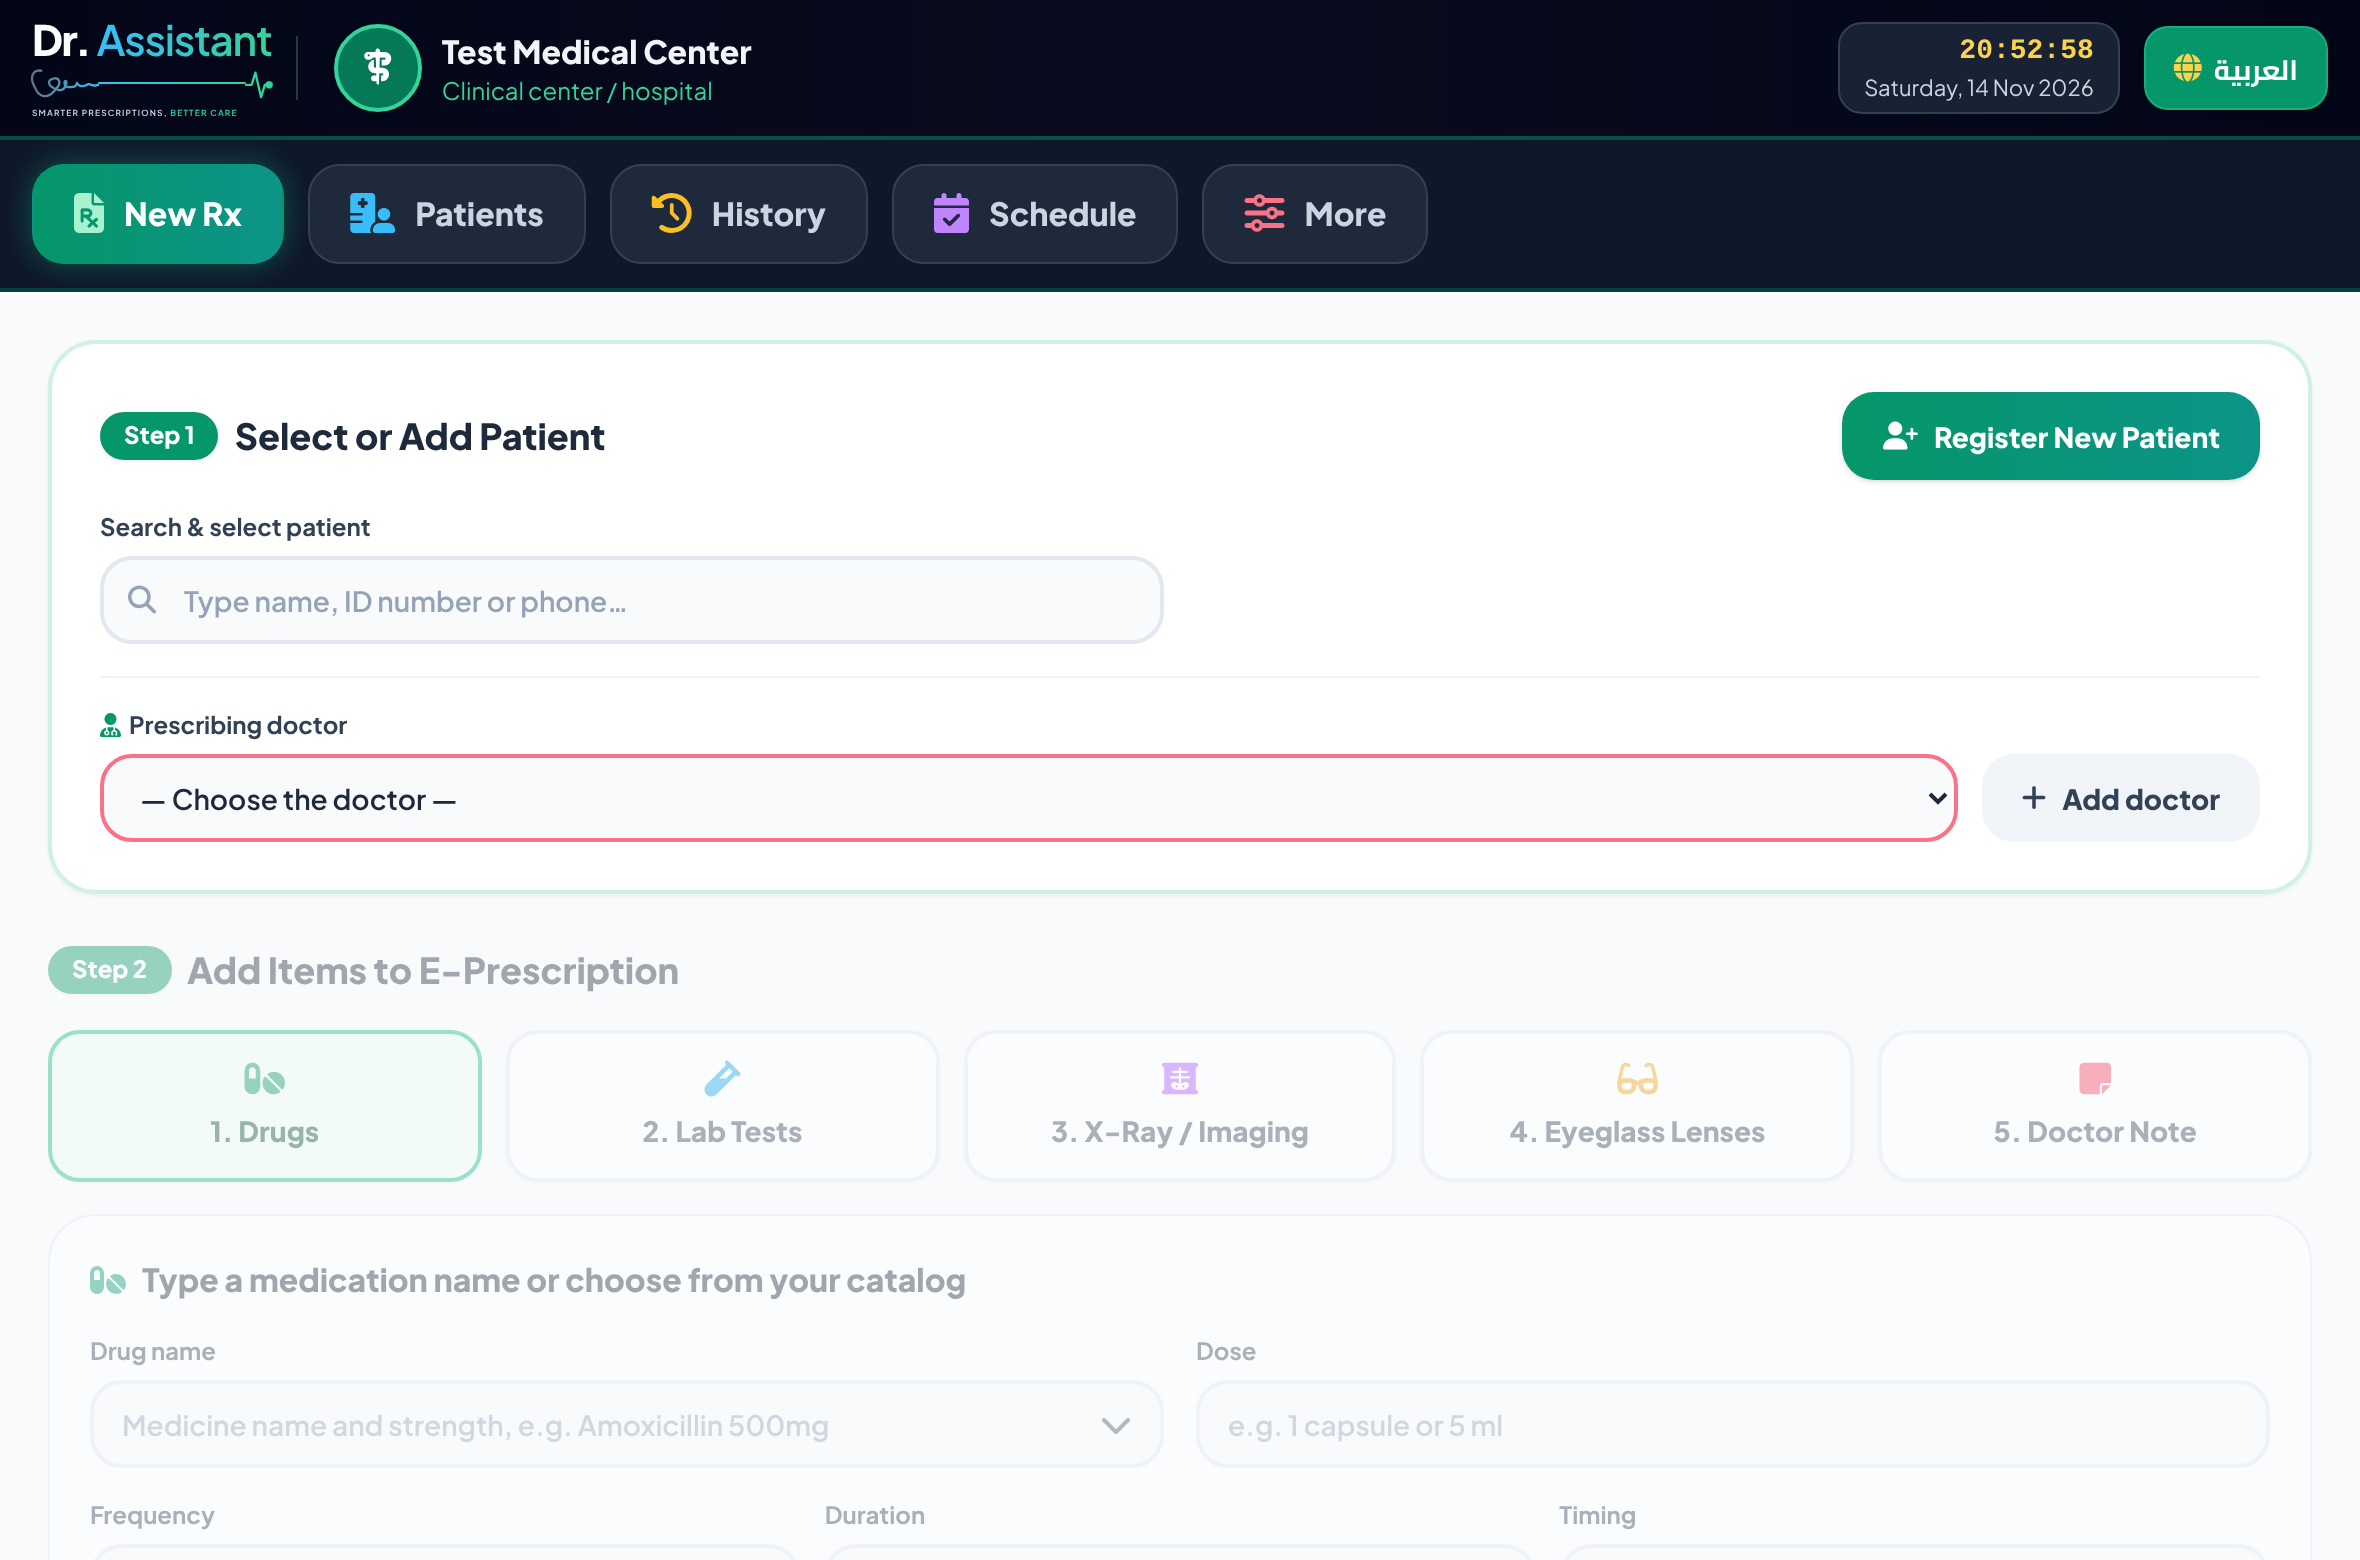 Dr. Assistant
SMARTER PRESCRIPTIONS, BETTER CARE
Test Medical Center
Clinical center / hospital
20:52:58
Saturday, 14 Nov 2026
العربية
New Rx
Patients
History
Schedule
More
Step 1
Select or Add Patient
Register New Patient
Search & select patient
Type name, ID number or phone...
Prescribing doctor
— Choose the doctor —
+ Add doctor
Step 2
Add Items to E-Prescription
1. Drugs
2. Lab Tests
3. X-Ray / Imaging
4. Eyeglass Lenses
5. Doctor Note
Type a medication name or choose from your catalog
Drug name
Dose
Medicine name and strength, e.g. Amoxicillin 500mg
e.g. 1 capsule or 5 ml
Frequency
Duration
Timing